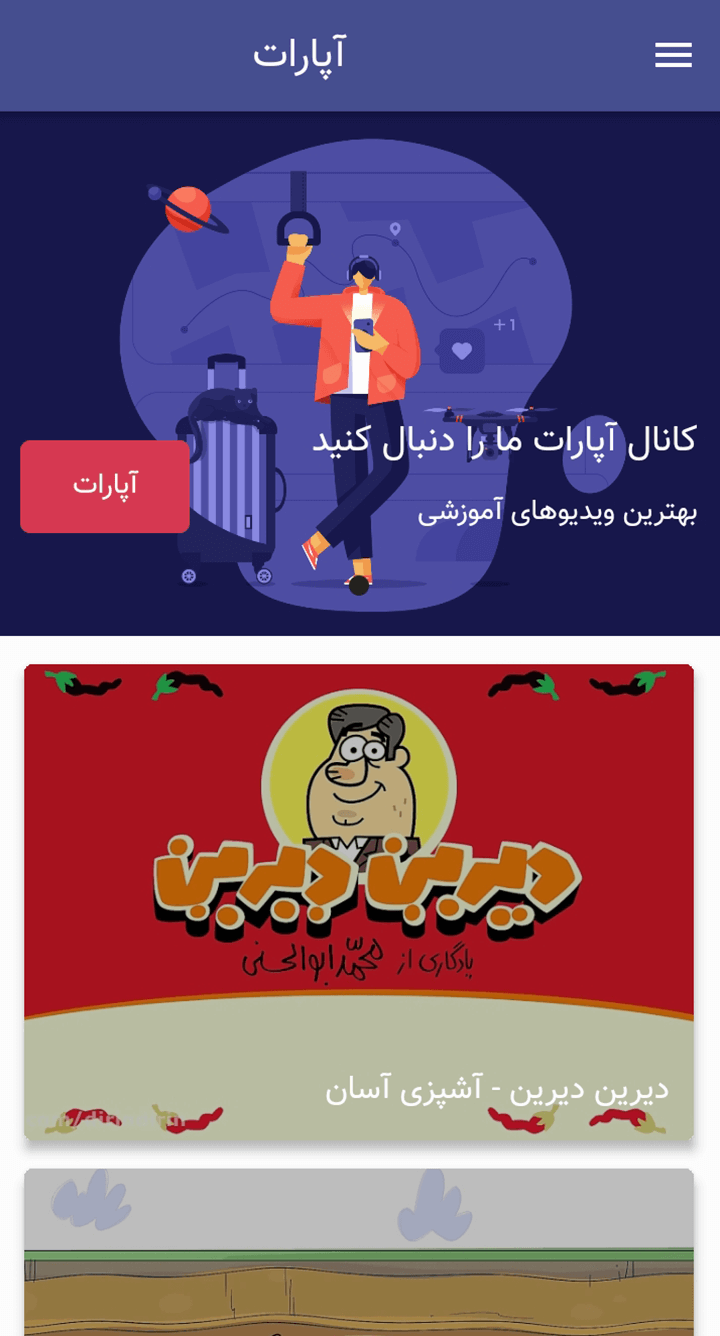 آپارات
+1
کانال آپارات ما را دنبال کنید
بهترین ویدیوهای آموزشی
آپارات
دیرین دیرین
یادگاری از محمّد ابوالحسنی
دیرین دیرین - آشپزی آسان